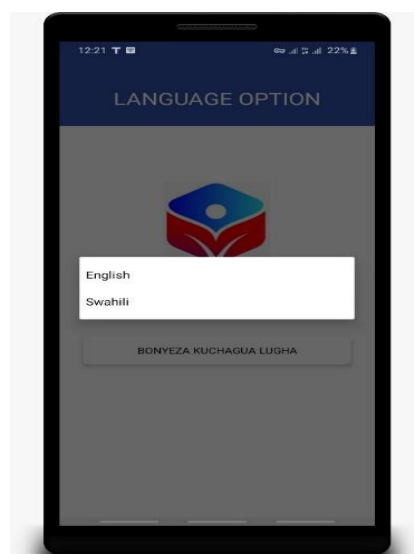 12:21 T 22%
LANGUAGE OPTION
English
Swahili
BONYEZA KUCHAGUA LUGHA